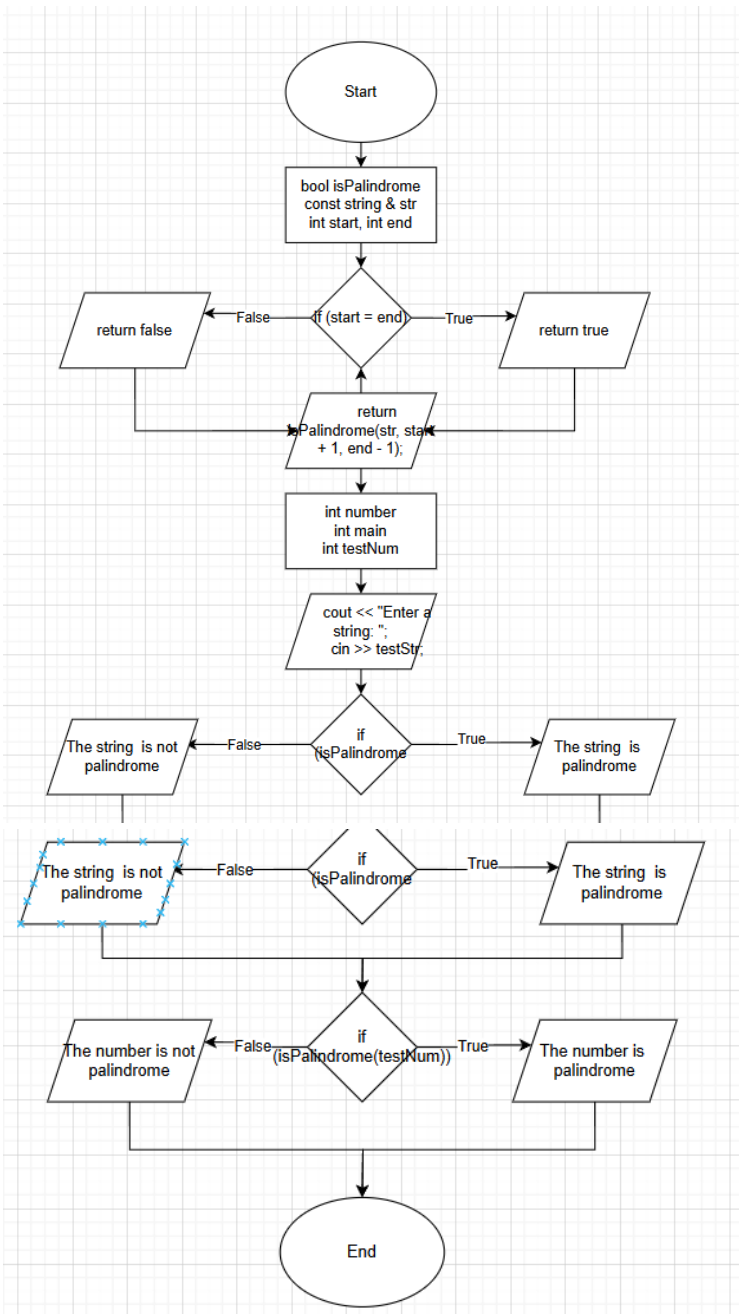 Start
bool isPalindrome
const string & str
int start, int end
False
if (start = end)
True
return false
return true
return
isPalindrome(str, start
+ 1, end - 1);
int number
int main
int testNum
cout << "Enter a
string: ";
cin >> testStr;
The string is not
palindrome
False
if
(isPalindrome
True
The string is
palindrome
The string is not
palindrome
False
if
(isPalindrome
True
The string is
palindrome
The number is not
palindrome
False
if
(isPalindrome(testNum))
True
The number is
palindrome
End